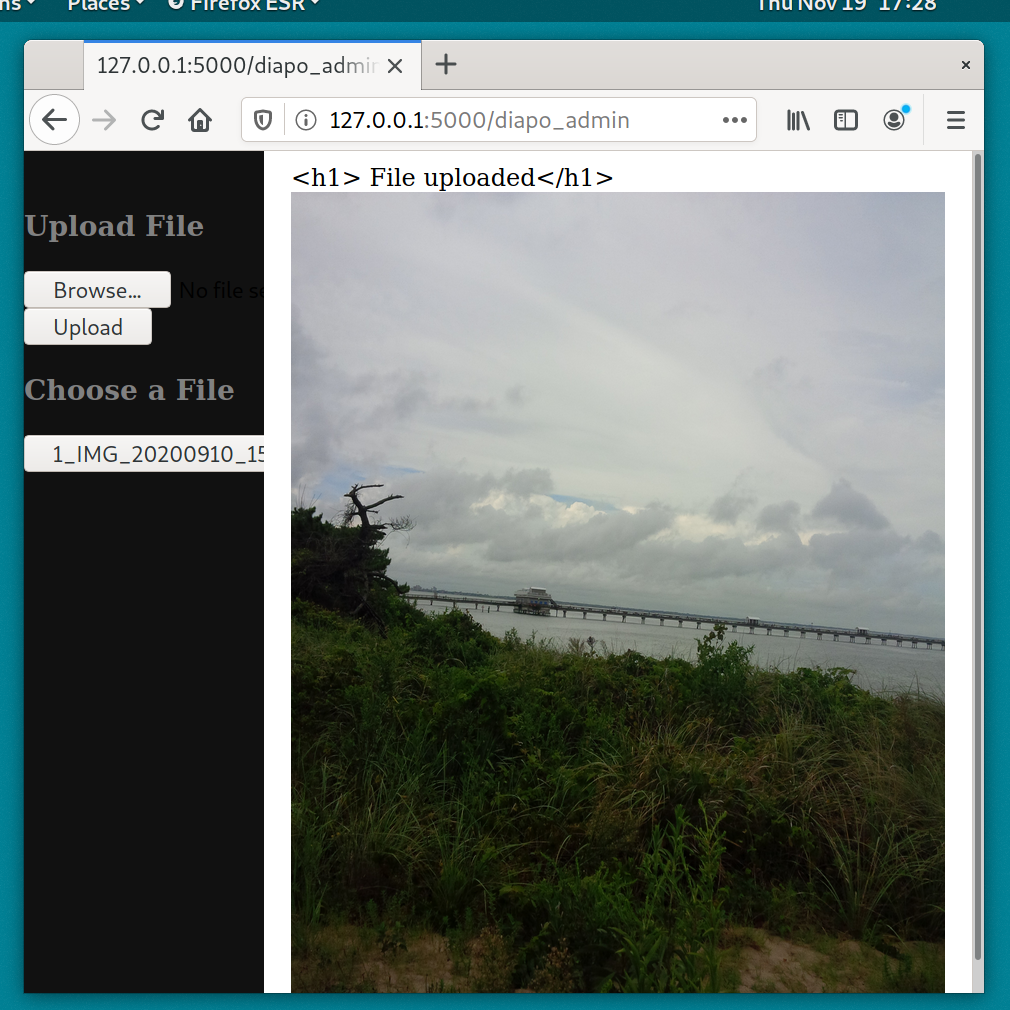 Places Firefox ESR Thu Nov 19 17:28
127.0.0.1:5000/diapo_admin
127.0.0.1:5000/diapo_admin
<h1> File uploaded</h1>
Upload File
Browse... No file se
Upload
Choose a File
1_IMG_20200910_15